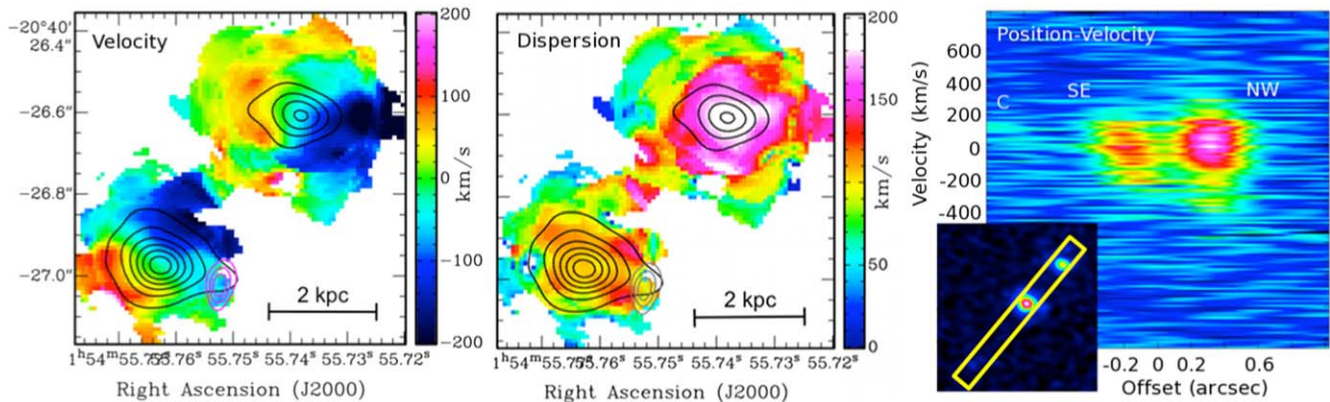 Velocity
−20°40′
26.4″
−26.6″
−26.8″
−27.0″
2 kpc
200
100
0
−100
−200
km/s
1ʰ54ᵐ55.76ˢ 55.75ˢ 55.74ˢ 55.73ˢ 55.72ˢ
Right Ascension (J2000)
Dispersion
2 kpc
200
150
100
50
0
km/s
55.76ˢ 55.75ˢ 55.74ˢ 55.73ˢ 55.72ˢ
Right Ascension (J2000)
Position-Velocity
C
SE
NW
600
400
200
0
-200
-400
Velocity (km/s)
-0.2 0 0.2 0.6
Offset (arcsec)